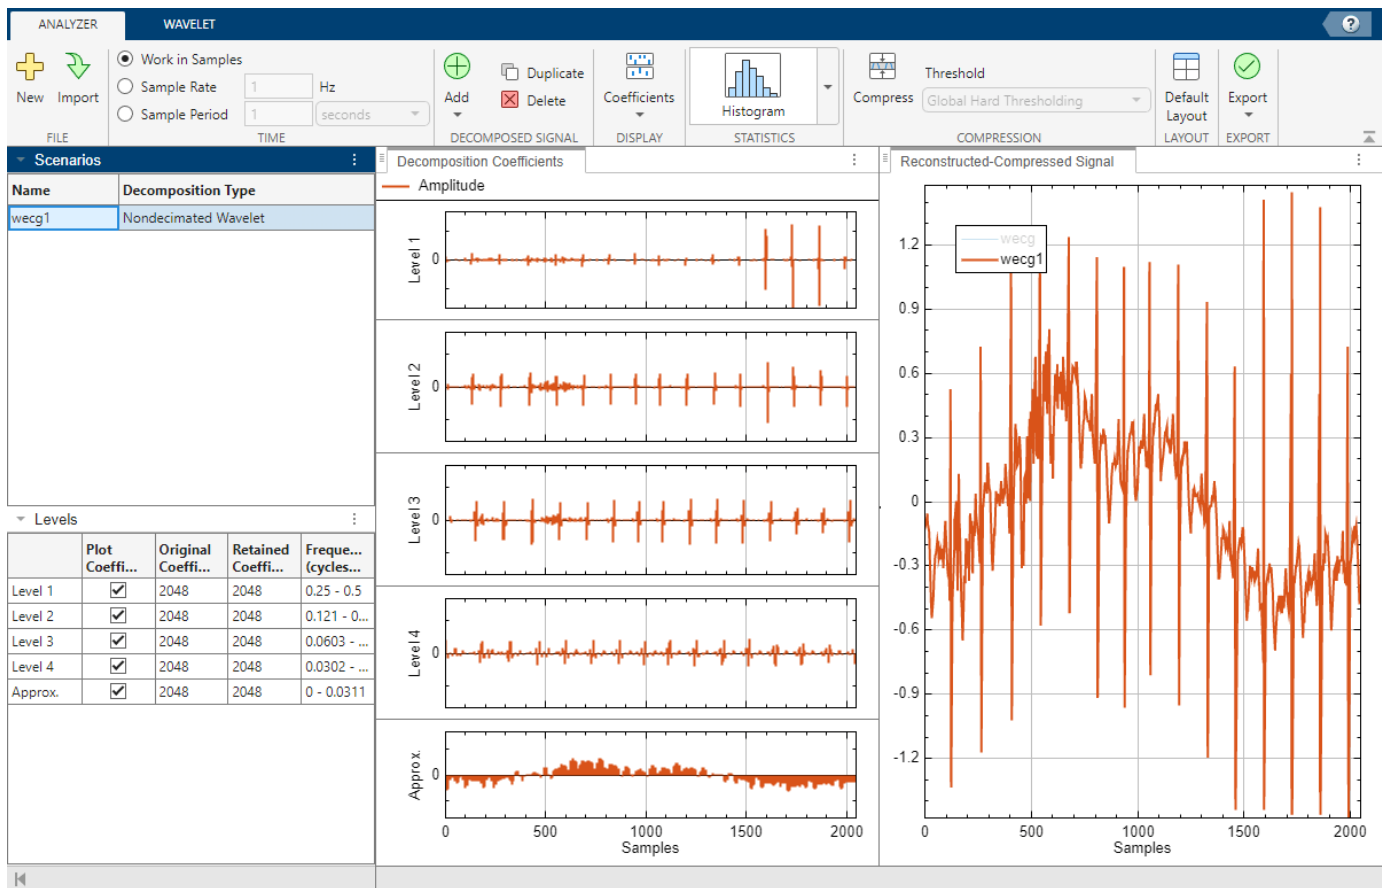 ANALYZER WAVELET
?
New Import
Work in Samples
Sample Rate 1 Hz
Sample Period 1 seconds
Add
Duplicate
Delete
Coefficients
Histogram
Compress
Threshold
Global Hard Thresholding
Default Layout
Export
FILE TIME DECOMPOSED SIGNAL DISPLAY STATISTICS COMPRESSION LAYOUT EXPORT
Scenarios
Name Decomposition Type
wecg1 Nondecimated Wavelet
Levels
Plot Original Retained Freque...
Coeffi... Coeffi... Coeffi... (cycles...
Level 1 2048 2048 0.25 - 0.5
Level 2 2048 2048 0.121 - 0...
Level 3 2048 2048 0.0603 - ...
Level 4 2048 2048 0.0302 - ...
Approx. 2048 2048 0 - 0.0311
Decomposition Coefficients
Amplitude
Level 1
0
Level 2
0
Level 3
0
Level 4
0
Approx.
0
0 500 1000 1500 2000
Samples
Reconstructed-Compressed Signal
wecg
wecg1
1.2
0.9
0.6
0.3
0
-0.3
-0.6
-0.9
-1.2
0 500 1000 1500 2000
Samples